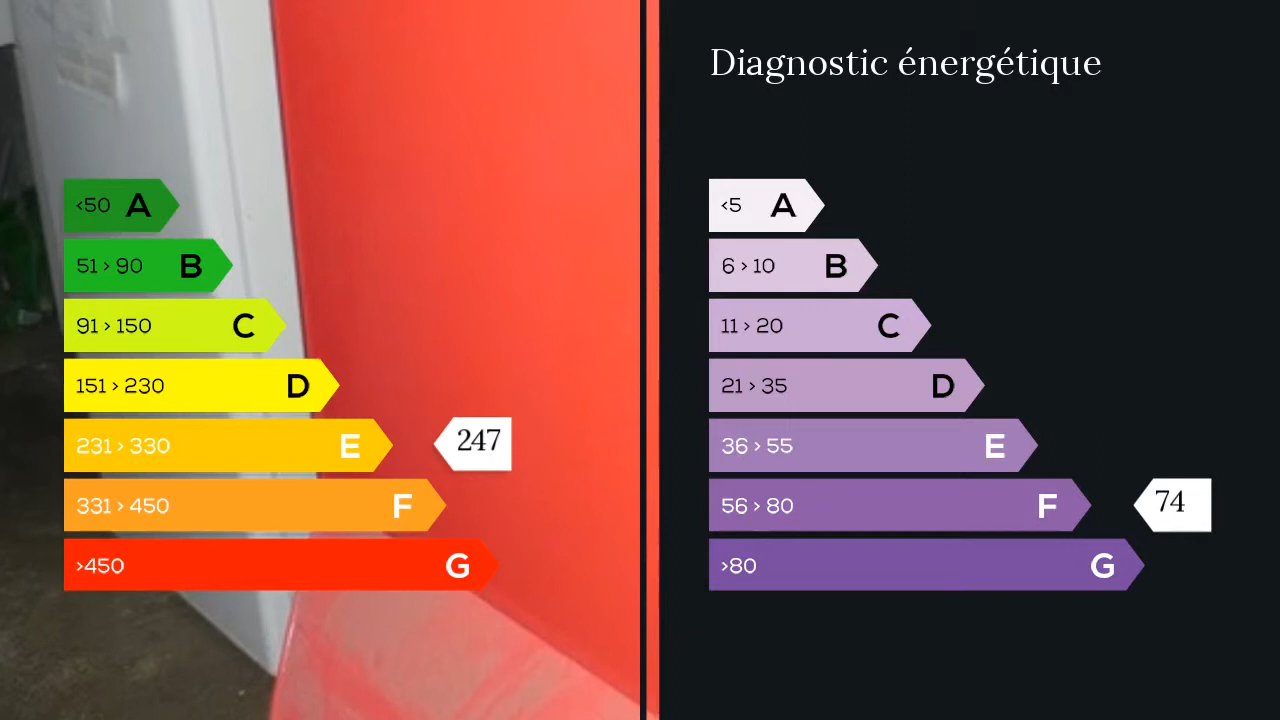 Diagnostic énergétique
<50 A
51 > 90 B
91 > 150 C
151 > 230 D
231 > 330 E
247
331 > 450 F
>450 G
<5 A
6 > 10 B
11 > 20 C
21 > 35 D
36 > 55 E
56 > 80 F
74
>80 G